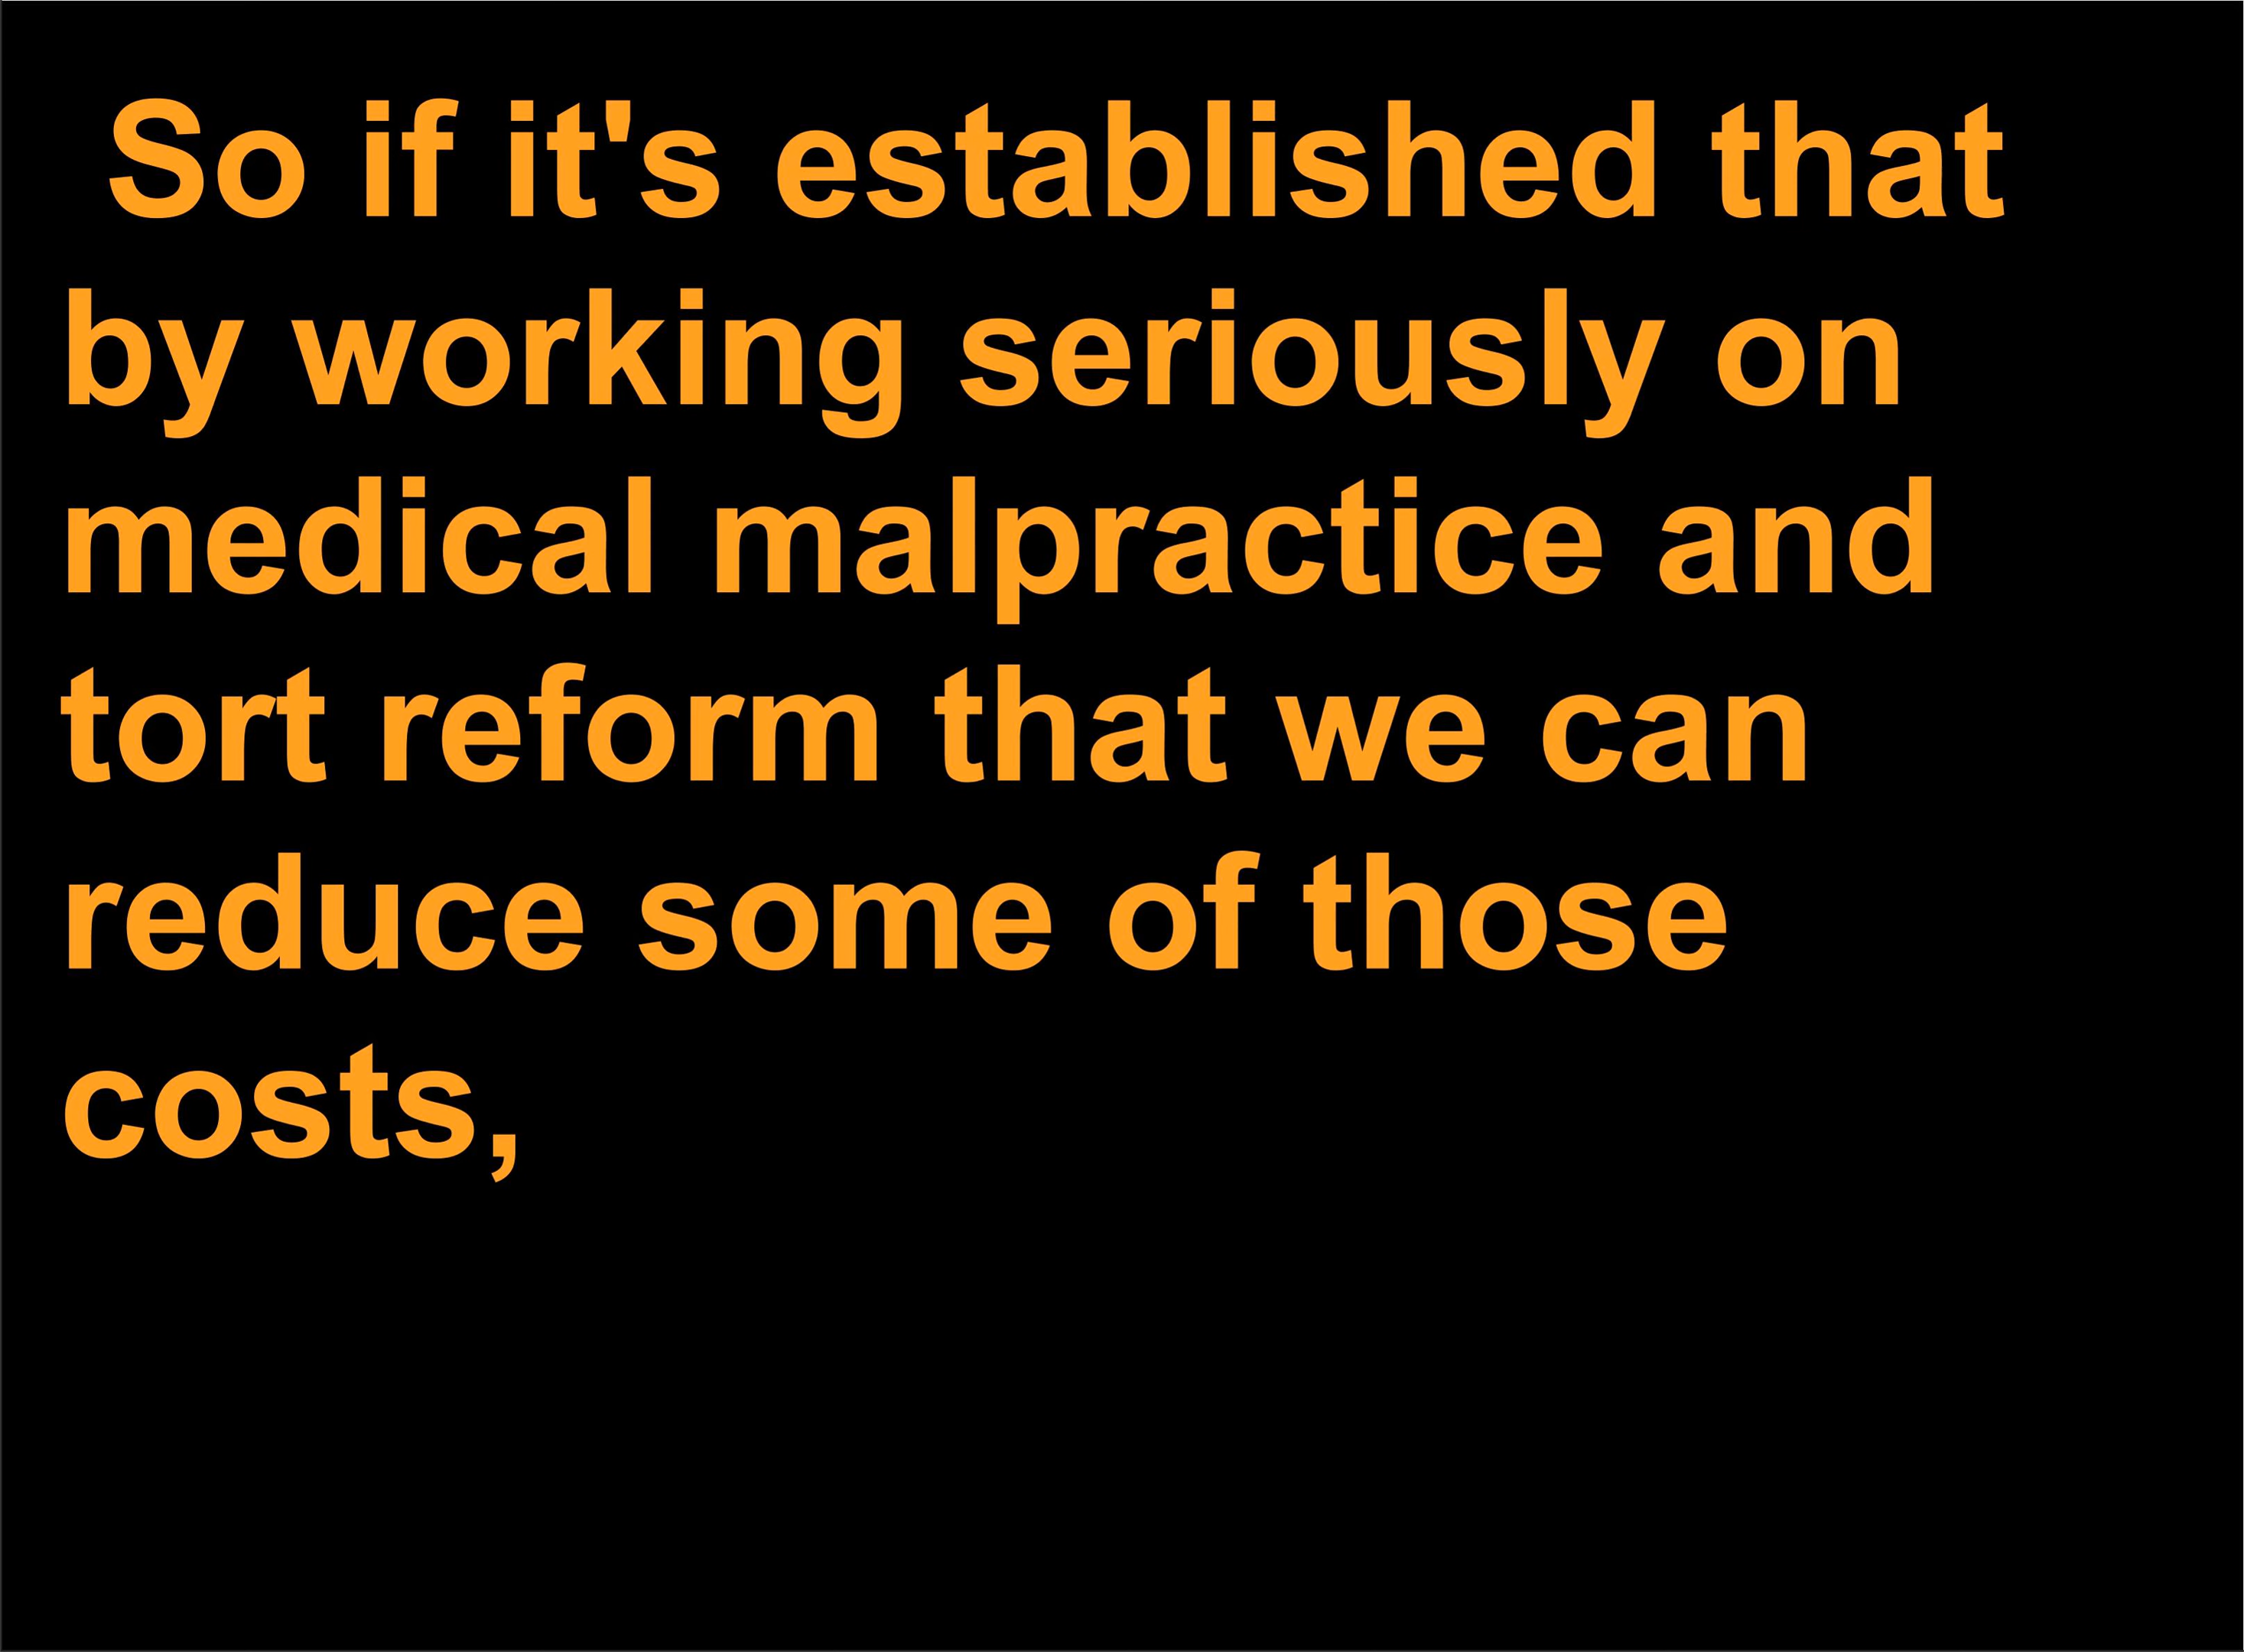 So if it's established that
by working seriously on
medical malpractice and
tort reform that we can
reduce some of those
costs,